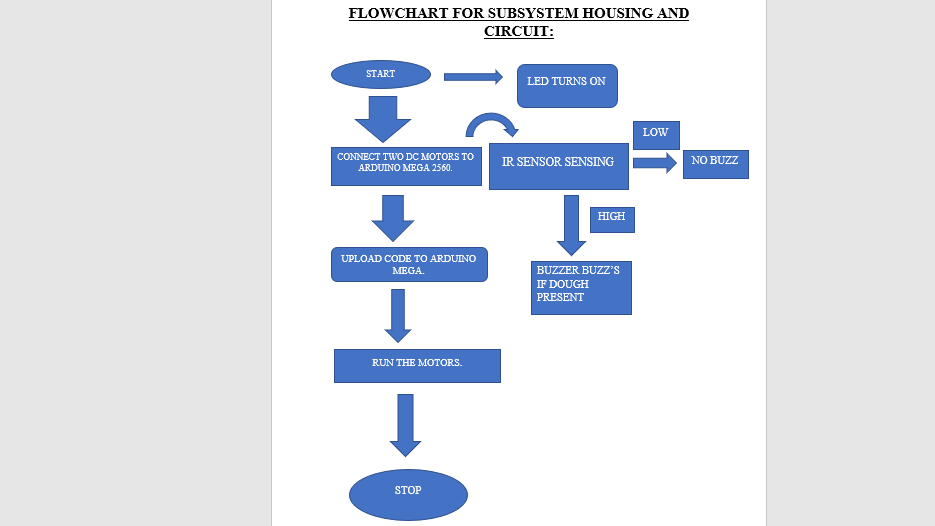 FLOWCHART FOR SUBSYSTEM HOUSING AND
CIRCUIT:
START
LED TURNS ON
CONNECT TWO DC MOTORS TO
ARDUINO MEGA 2560.
IR SENSOR SENSING
LOW
NO BUZZ
HIGH
UPLOAD CODE TO ARDUINO
MEGA.
BUZZER BUZZ'S
IF DOUGH
PRESENT
RUN THE MOTORS.
STOP